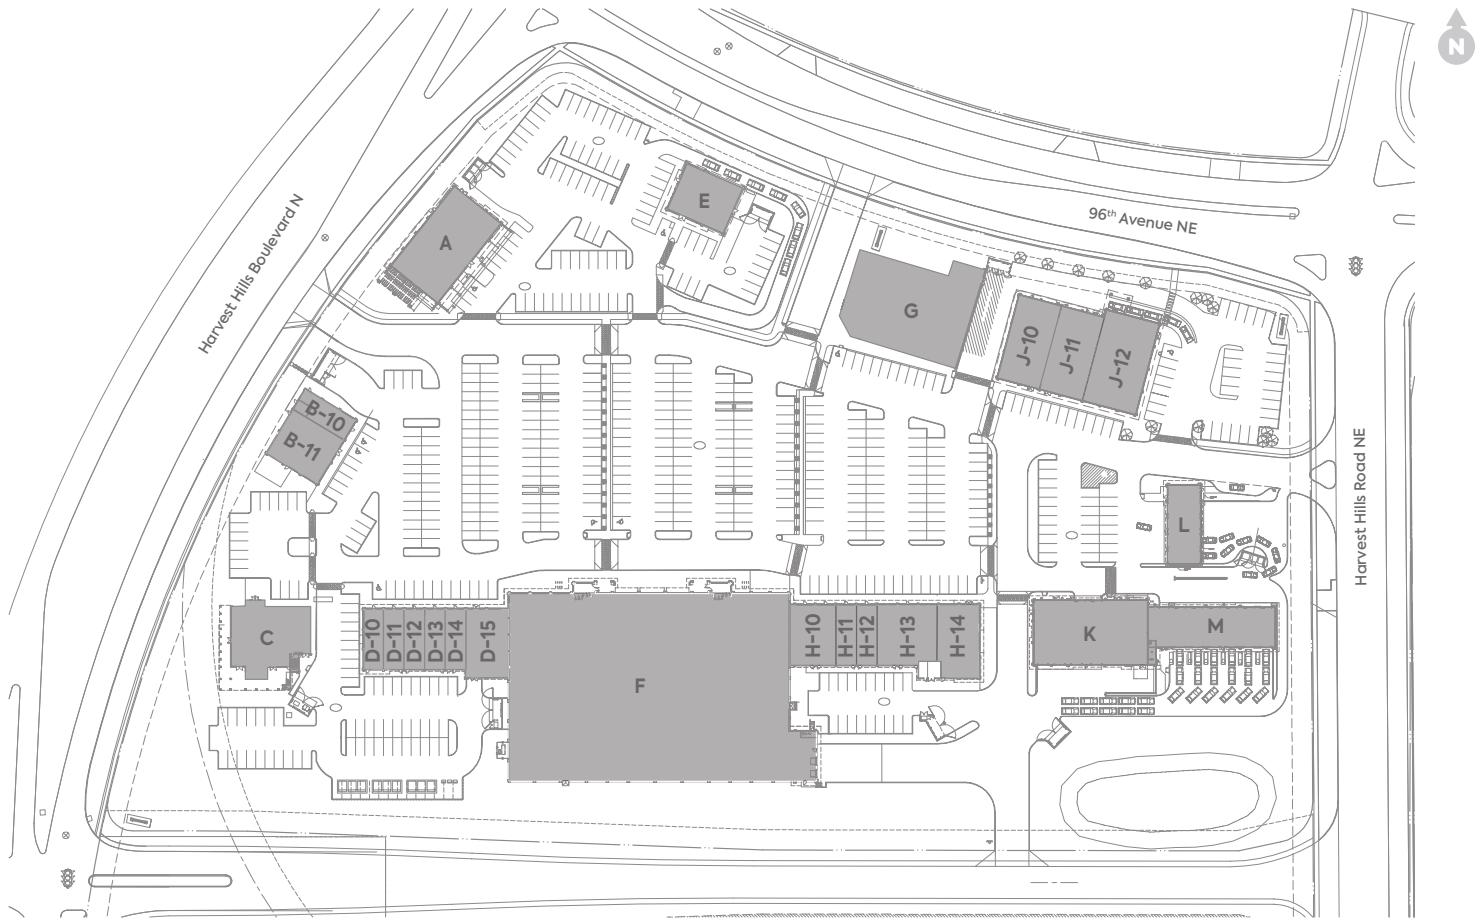 N
96th Avenue NE
Harvest Hills Boulevard N
Harvest Hills Road NE
A
E
G
J-10
J-11
J-12
B-10
B-11
L
C
D-10
D-11
D-12
D-13
D-14
D-15
F
H-10
H-11
H-12
H-13
H-14
K
M